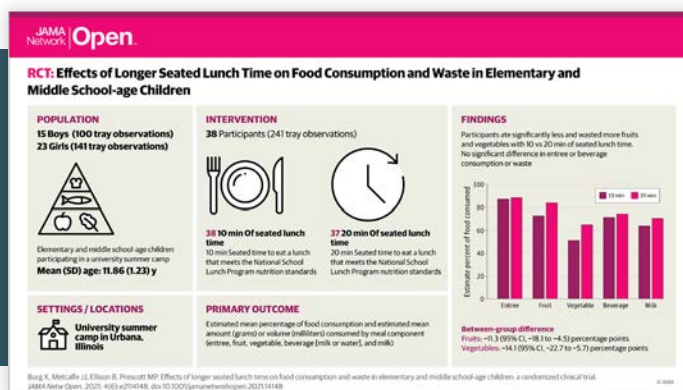 JAMA
Network Open™
RCT: Effects of Longer Seated Lunch Time on Food Consumption and Waste in Elementary and
Middle School-age Children
POPULATION
15 Boys (100 tray observations)
23 Girls (141 tray observations)
Elementary and middle school-age children
participating in a university summer camp
Mean (SD) age: 11.86 (1.23) y
INTERVENTION
38 Participants (241 tray observations)
38 10 min Of seated lunch
time
10 min Seated time to eat a lunch
that meets the National School
Lunch Program nutrition standards
37 20 min Of seated lunch
time
20 min Seated time to eat a lunch
that meets the National School
Lunch Program nutrition standards
FINDINGS
Participants ate significantly less and wasted more fruits
and vegetables with 10 vs 20 min of seated lunch time.
No significant difference in entree or beverage
consumption or waste
Estimate percent of food consumed
100
80
60
40
20
0
10 min
20 min
Entree
Fruit
Vegetable
Beverage
Milk
Between-group difference
Fruits: −11.3 (95% CI, −18.1 to −4.5) percentage points
Vegetables: −14.1 (95% CI, −22.7 to −5.7) percentage points
SETTINGS / LOCATIONS
University summer
camp in Urbana,
Illinois
PRIMARY OUTCOME
Estimated mean percentage of food consumption and estimated mean
amount (grams) or volume (milliliters) consumed by meal component
(entree, fruit, vegetable, beverage [milk or water], and milk)
Burg X, Metcalfe JJ, Ellison B, Prescott MP. Effects of longer seated lunch time on food consumption and waste in elementary and middle school-age children: a randomized clinical trial.
JAMA Netw Open. 2021;4(6):e2114148. doi:10.1001/jamanetworkopen.2021.14148
© AMA